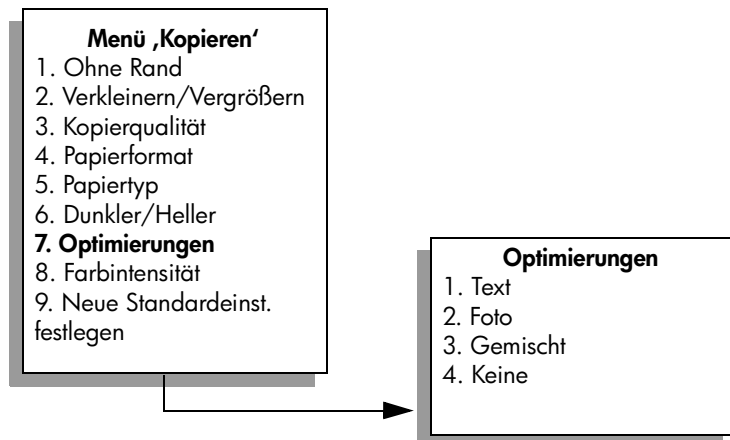 Menü ‚Kopieren‘
1. Ohne Rand
2. Verkleinern/Vergrößern
3. Kopierqualität
4. Papierformat
5. Papiertyp
6. Dunkler/Heller
7. Optimierungen
8. Farbintensität
9. Neue Standardeinst.
festlegen
Optimierungen
1. Text
2. Foto
3. Gemischt
4. Keine